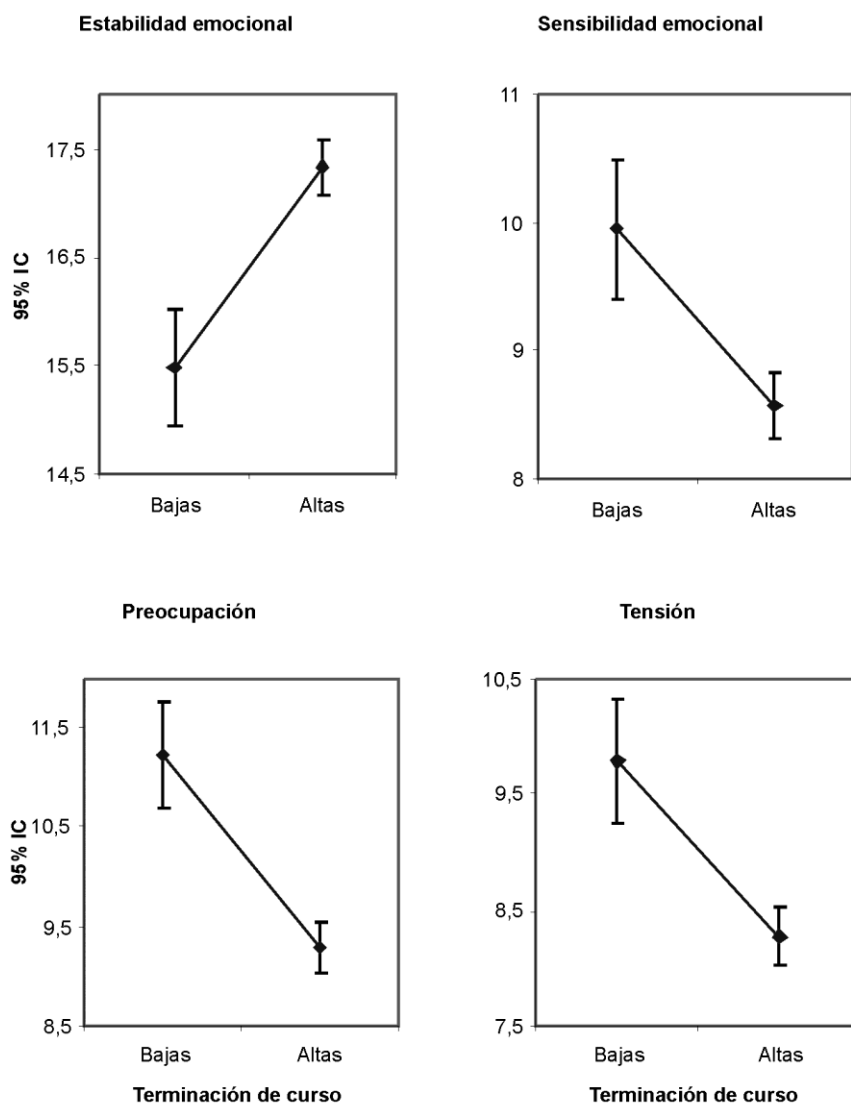 Estabilidad emocional
17,5
16,5
15,5
14,5
95% IC
Bajas
Altas
Sensibilidad emocional
11
10
9
8
Bajas
Altas
Preocupación
11,5
10,5
9,5
8,5
95% IC
Bajas
Altas
Terminación de curso
Tensión
10,5
9,5
8,5
7,5
Bajas
Altas
Terminación de curso